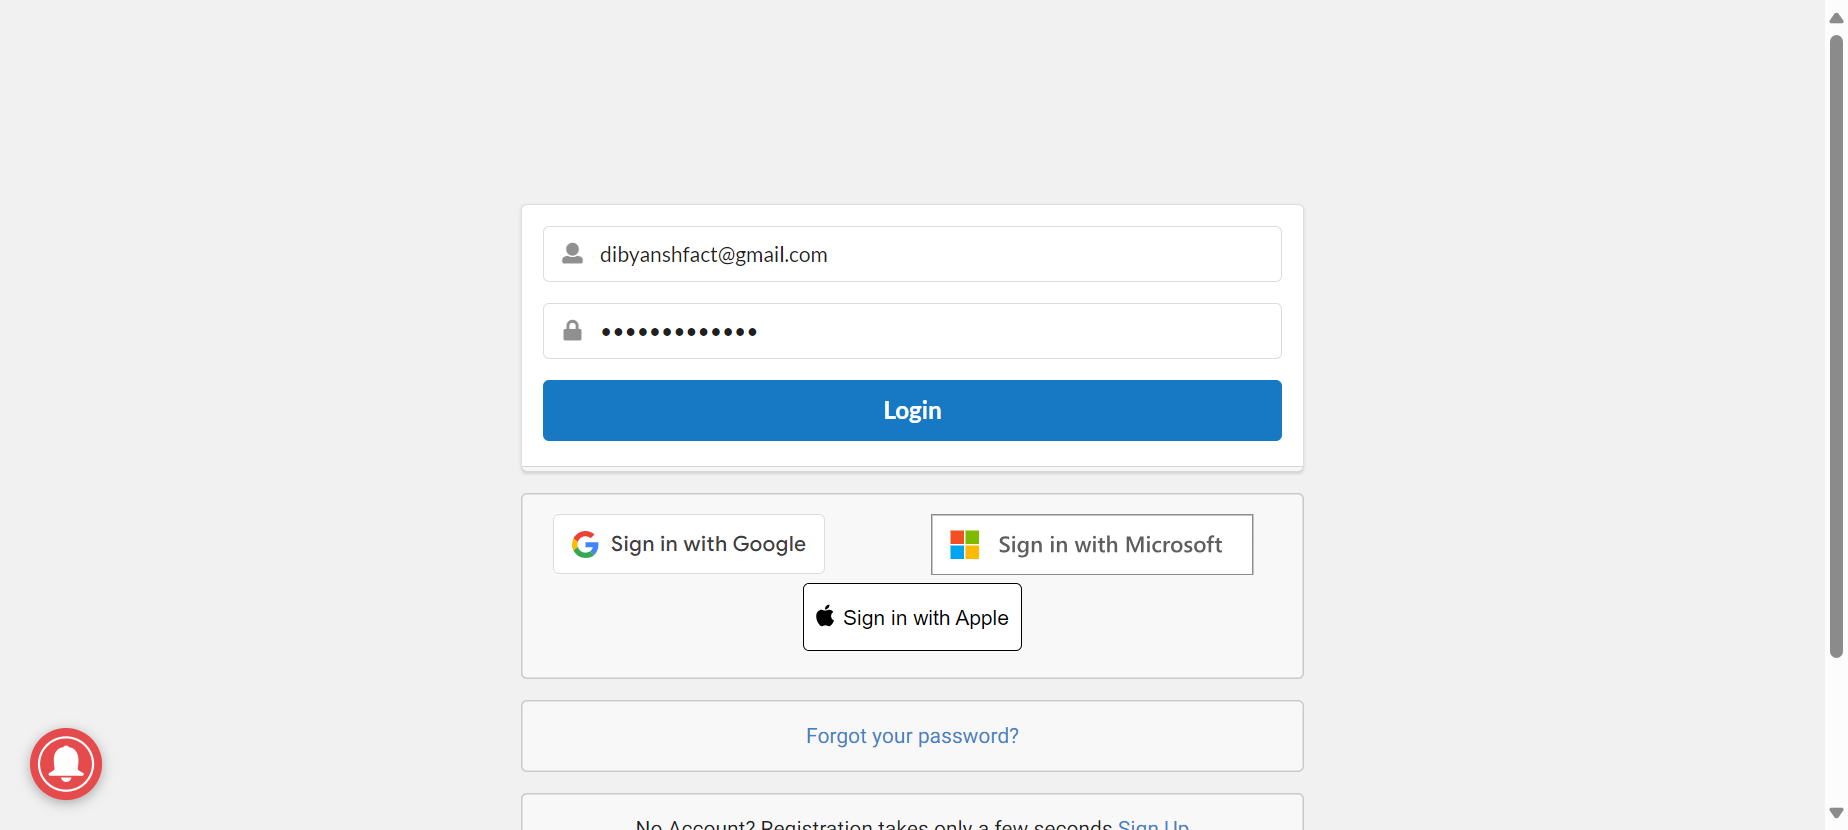 dibyanshfact@gmail.com
•••••••••••••
Login
Sign in with Google
Sign in with Microsoft
Sign in with Apple
Forgot your password?
No Account? Registration takes only a few seconds Sign Up